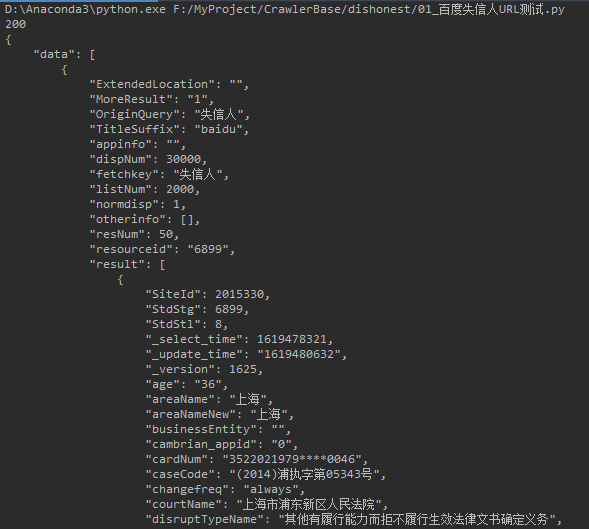 D:\Anaconda3\python.exe F:/MyProject/CrawlerBase/dishonest/01_百度失信人URL测试.py
200
{
    "data": [
        {
            "ExtendedLocation": "",
            "MoreResult": "1",
            "OriginQuery": "失信人",
            "TitleSuffix": "baidu",
            "appinfo": "",
            "dispNum": 30000,
            "fetchkey": "失信人",
            "listNum": 2000,
            "normdisp": 1,
            "otherinfo": [],
            "resNum": 50,
            "resourceid": "6899",
            "result": [
                {
                    "SiteId": 2015330,
                    "StdStg": 6899,
                    "StdStl": 8,
                    "_select_time": 1619478321,
                    "_update_time": "1619480632",
                    "_version": 1625,
                    "age": "36",
                    "areaName": "上海",
                    "areaNameNew": "上海",
                    "businessEntity": "",
                    "cambrian_appid": "0",
                    "cardNum": "3522021979****0046",
                    "caseCode": "(2014)浦执字第05343号",
                    "changefreq": "always",
                    "courtName": "上海市浦东新区人民法院",
                    "disruptTypeName": "其他有履行能力而拒不履行生效法律文书确定义务",